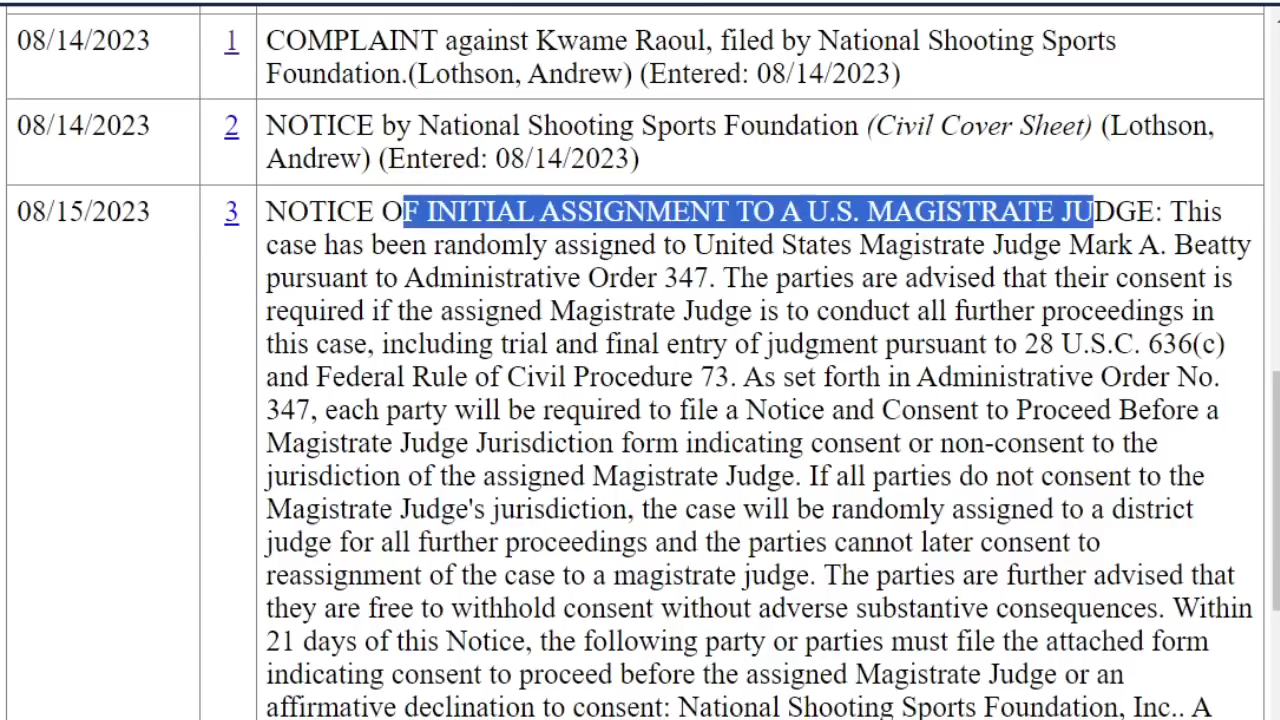 08/14/2023 1 COMPLAINT against Kwame Raoul, filed by National Shooting Sports
Foundation.(Lothson, Andrew) (Entered: 08/14/2023)
08/14/2023 2 NOTICE by National Shooting Sports Foundation (Civil Cover Sheet) (Lothson,
Andrew) (Entered: 08/14/2023)
08/15/2023 3 NOTICE OF INITIAL ASSIGNMENT TO A U.S. MAGISTRATE JUDGE: This
case has been randomly assigned to United States Magistrate Judge Mark A. Beatty
pursuant to Administrative Order 347. The parties are advised that their consent is
required if the assigned Magistrate Judge is to conduct all further proceedings in
this case, including trial and final entry of judgment pursuant to 28 U.S.C. 636(c)
and Federal Rule of Civil Procedure 73. As set forth in Administrative Order No.
347, each party will be required to file a Notice and Consent to Proceed Before a
Magistrate Judge Jurisdiction form indicating consent or non-consent to the
jurisdiction of the assigned Magistrate Judge. If all parties do not consent to the
Magistrate Judge's jurisdiction, the case will be randomly assigned to a district
judge for all further proceedings and the parties cannot later consent to
reassignment of the case to a magistrate judge. The parties are further advised that
they are free to withhold consent without adverse substantive consequences. Within
21 days of this Notice, the following party or parties must file the attached form
indicating consent to proceed before the assigned Magistrate Judge or an
affirmative declination to consent: National Shooting Sports Foundation, Inc.. A